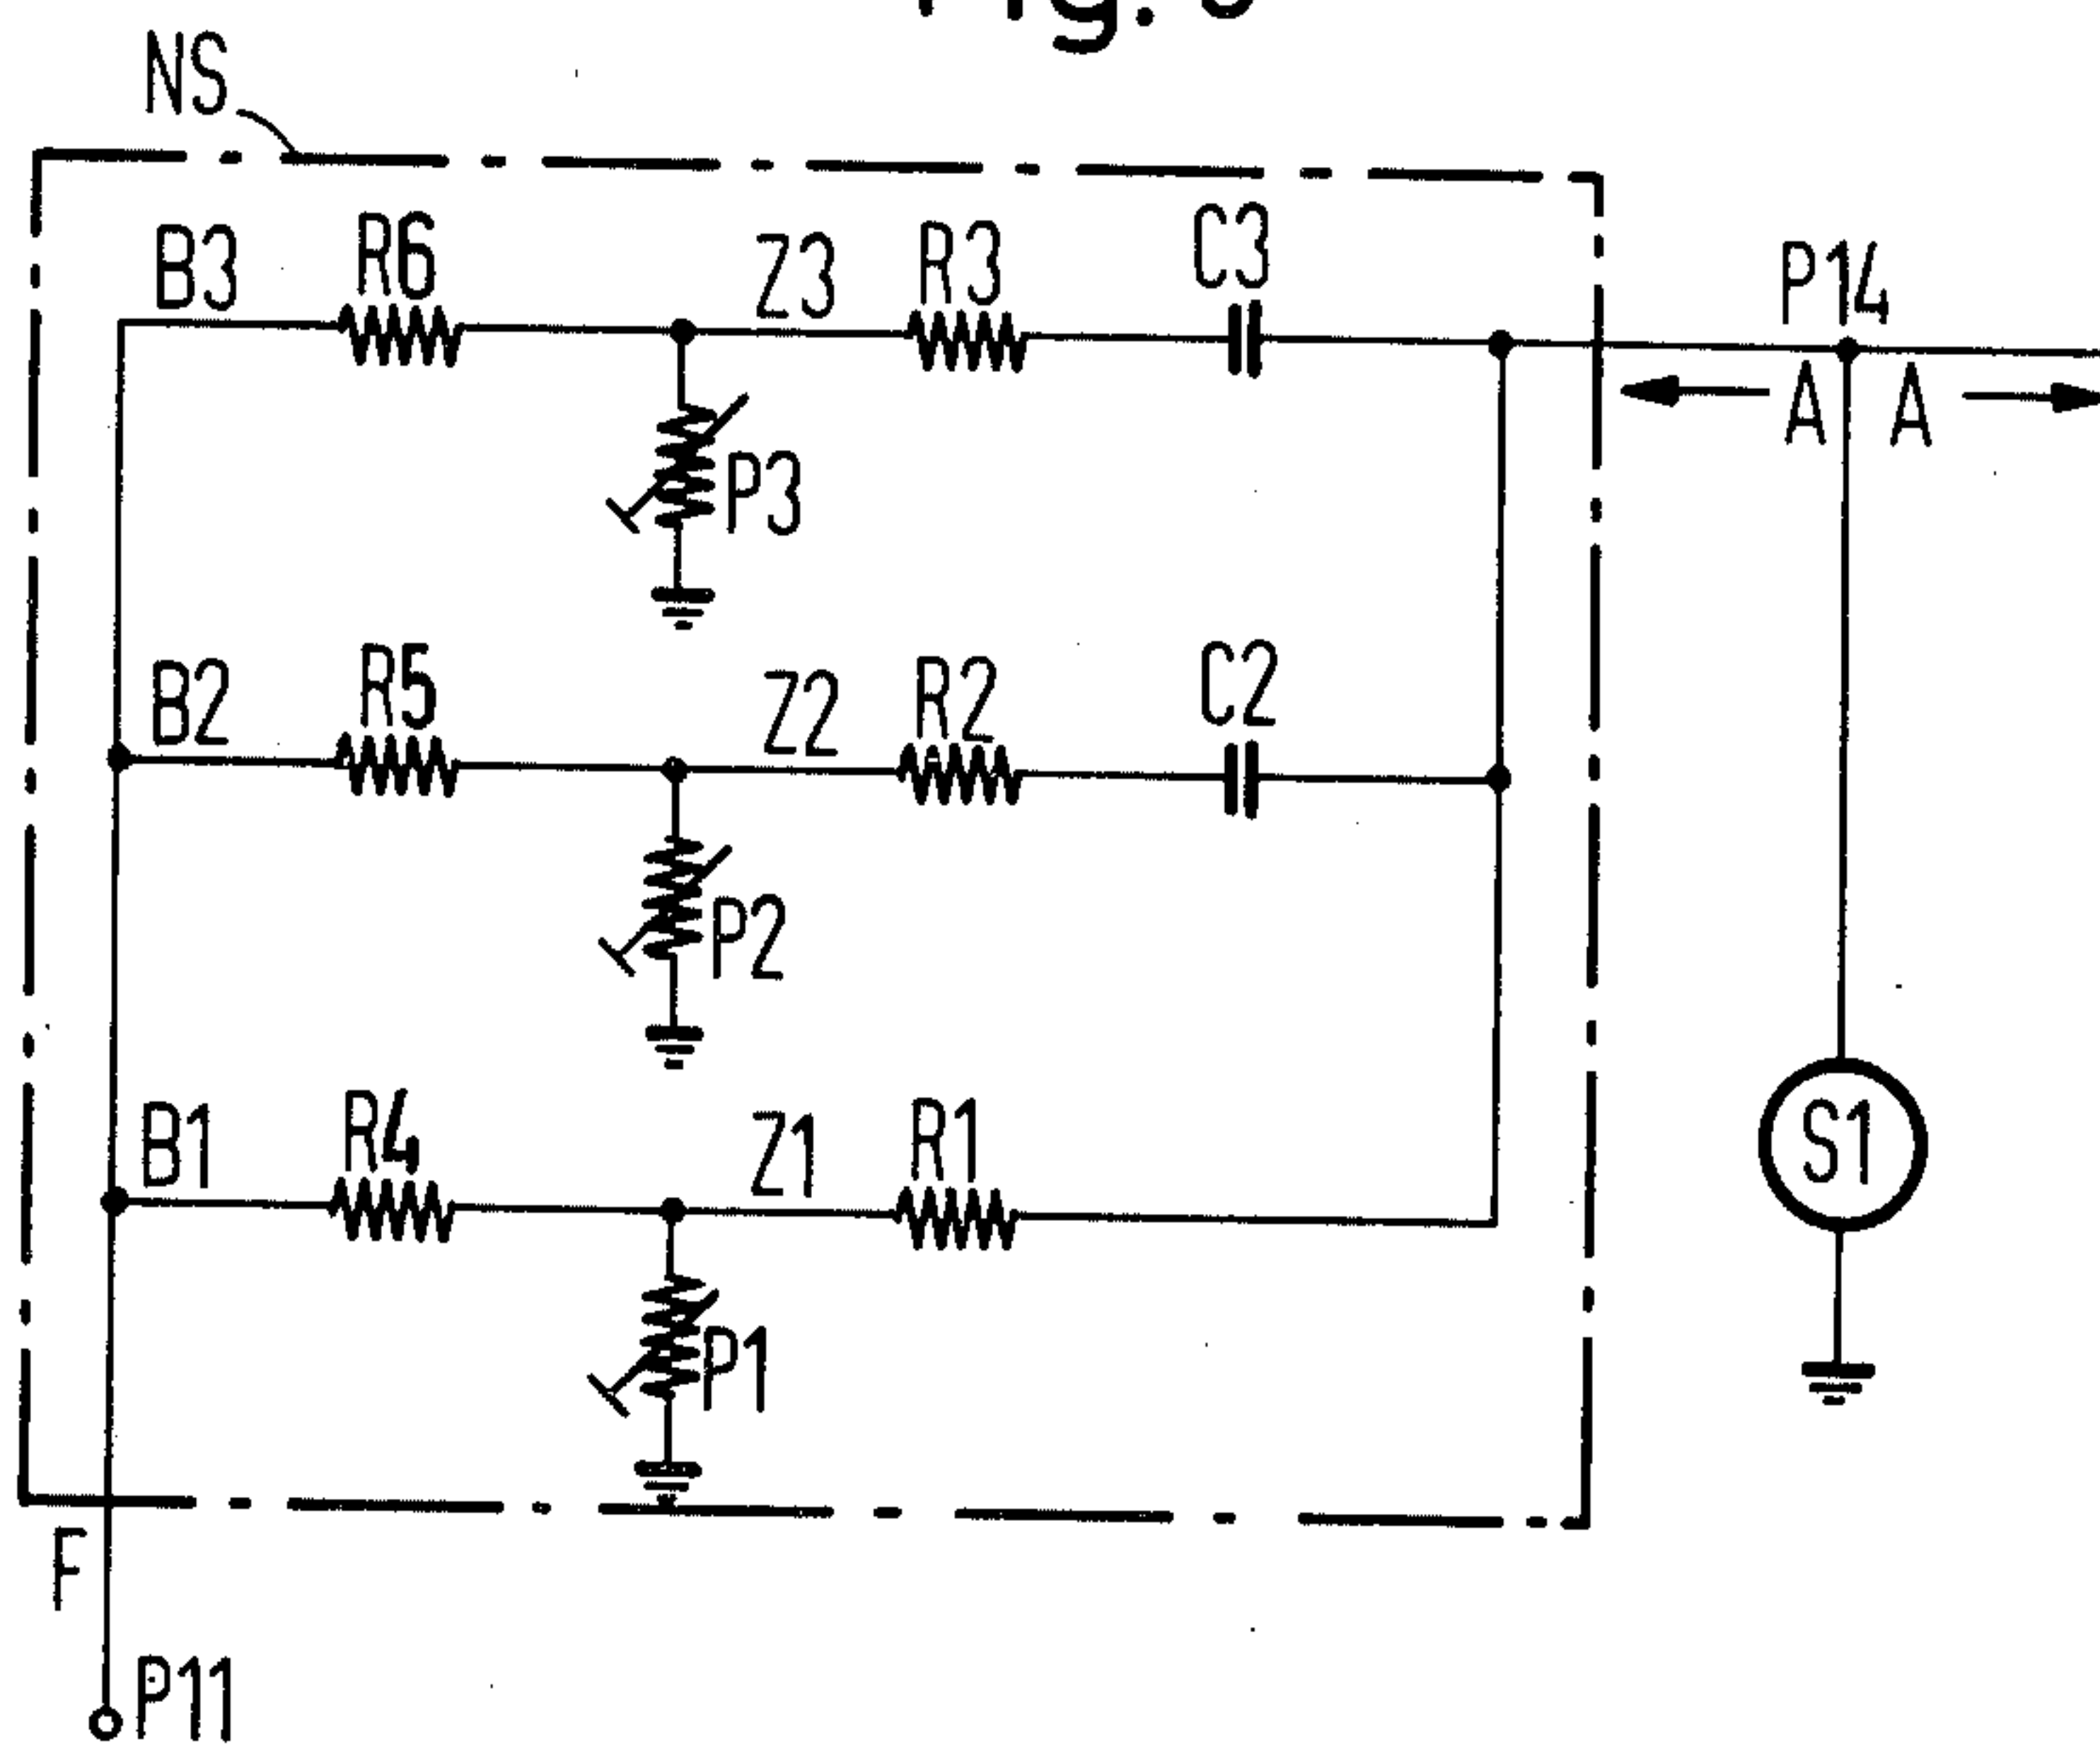 NS
B3 R6 Z3 R3 C3 P14
A A
P3
B2 R5 Z2 R2 C2
P2
B1 R4 Z1 R1 S1
P1
F
P11